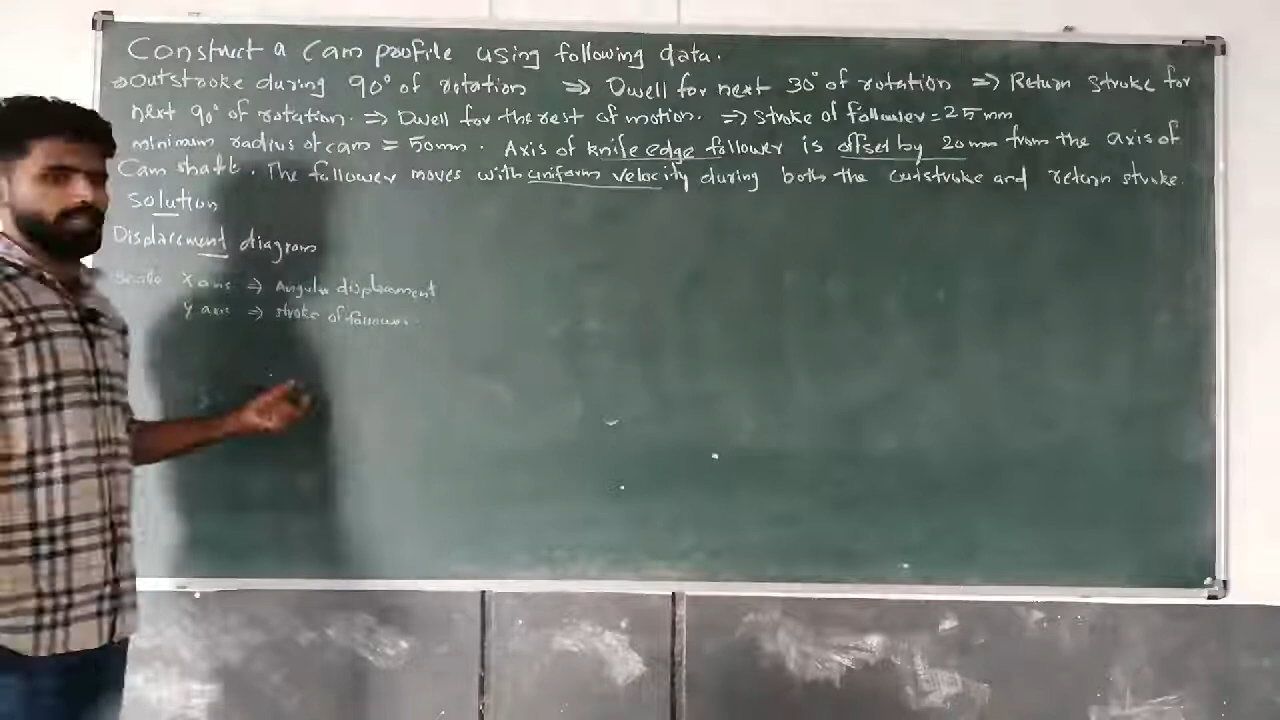 Construct a Cam profile using following data.
⇒ Outstroke during 90° of rotation ⇒ Dwell for next 30° of rotation ⇒ Return stroke for
next 90° of rotation. ⇒ Dwell for the rest of motion. ⇒ Stroke of follower = 25 mm
minimum radius of cam = 50mm. Axis of knife edge follower is offset by 20 mm from the axis of
Cam shaft. The follower moves with uniform velocity during both the outstroke and return stroke.
Solution
Displacement diagram
Scale X axis ⇒ Angular displacement
Y axis ⇒ stroke of follower.